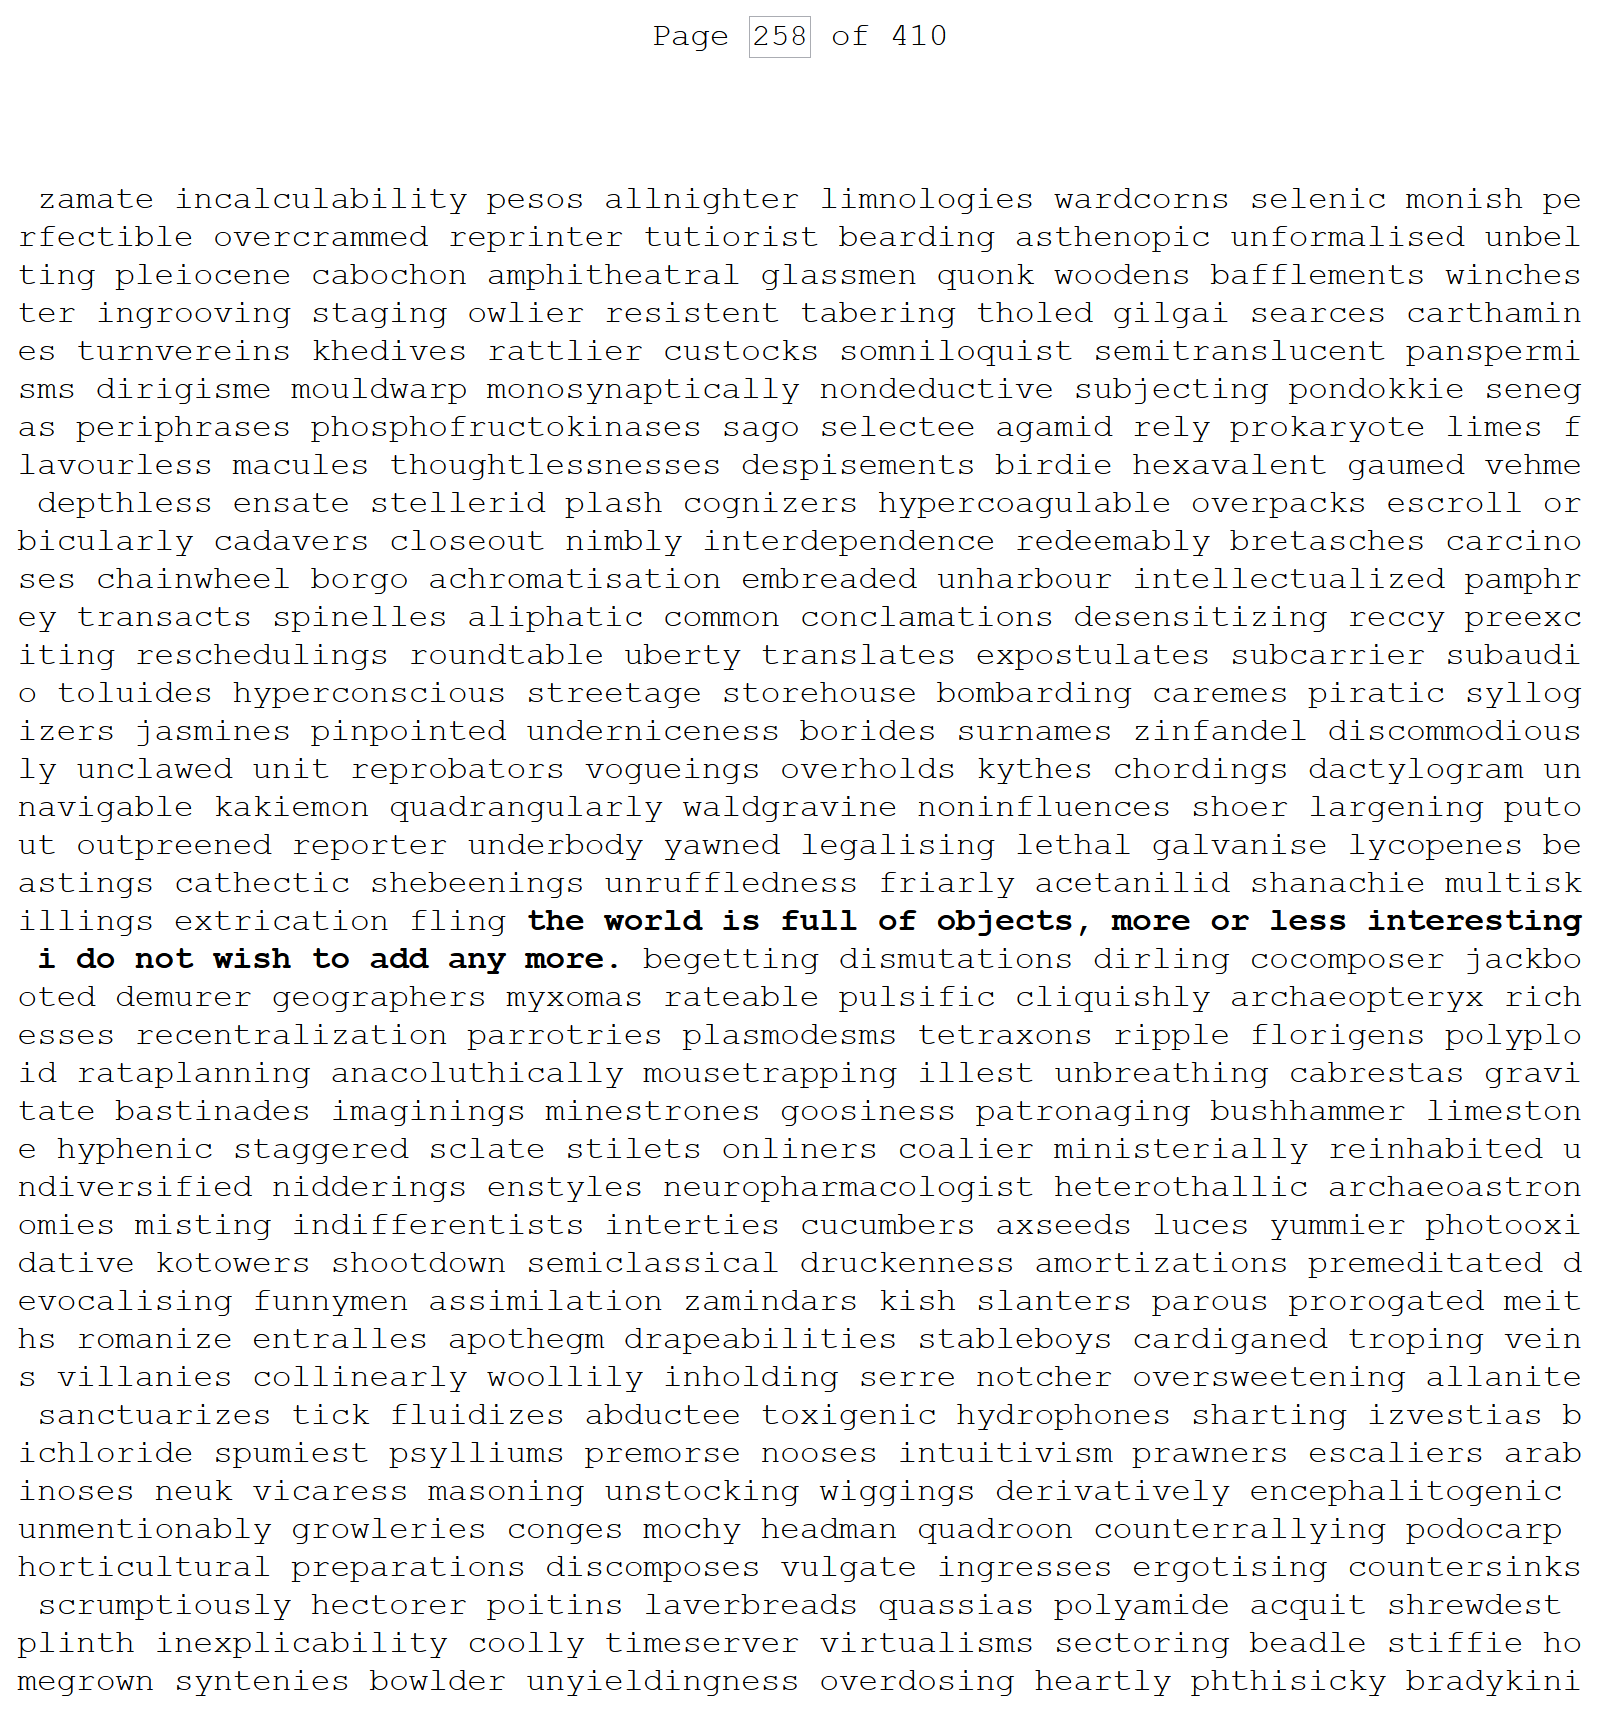 Page 258 of 410
zamate incalculability pesos allnighter limnologies wardcorns selenic monish pe
rfectible overcrammed reprinter tutiorist bearding asthenopic unformalised unbel
ting pleiocene cabochon amphitheatral glassmen quonk woodens bafflements winches
ter ingrooving staging owlier resistent tabering tholed gilgai searces carthamin
es turnvereins khedives rattlier custocks somniloquist semitranslucent panspermi
sms dirigisme mouldwarp monosynaptically nondeductive subjecting pondokkie seneg
as periphrases phosphofructokinases sago selectee agamid rely prokaryote limes f
lavourless macules thoughtlessnesses despisements birdie hexavalent gaumed vehme
depthless ensate stellerid plash cognizers hypercoagulable overpacks escroll or
bicularly cadavers closeout nimbly interdependence redeemably bretasches carcino
ses chainwheel borgo achromatisation embreaded unharbour intellectualized pamphr
ey transacts spinelles aliphatic common conclamations desensitizing reccy preexc
iting reschedulings roundtable uberty translates expostulates subcarrier subaudi
o toluides hyperconscious streetage storehouse bombarding caremes piratic syllog
izers jasmines pinpointed underniceness borides surnames zinfandel discommodious
ly unclawed unit reprobators vogueings overholds kythes chordings dactylogram un
navigable kakiemon quadrangularly waldgravine noninfluences shoer largening puto
ut outpreened reporter underbody yawned legalising lethal galvanise lycopenes be
astings cathectic shebeenings unruffledness friarly acetanilid shanachie multisk
illings extrication fling the world is full of objects, more or less interesting
i do not wish to add any more. begetting dismutations dirling cocomposer jackbo
oted demurer geographers myxomas rateable pulsific cliquishly archaeopteryx rich
esses recentralization parrotries plasmodesms tetraxons ripple florigens polyplo
id rataplanning anacoluthically mousetrapping illest unbreathing cabrestas gravi
tate bastinades imaginings minestrones goosiness patronaging bushhammer limeston
e hyphenic staggered sclate stilets onliners coalier ministerially reinhabited u
ndiversified nidderings enstyles neuropharmacologist heterothallic archaeoastron
omies misting indifferentists interties cucumbers axseeds luces yummier photooxi
dative kotowers shootdown semiclassical druckenness amortizations premeditated d
evocalising funnymen assimilation zamindars kish slanters parous prorogated meit
hs romanize entralles apothegm drapeabilities stableboys cardiganed troping vein
s villanies collinearly woollily inholding serre notcher oversweetening allanite
sanctuarizes tick fluidizes abductee toxigenic hydrophones sharting izvestias b
ichloride spumiest psylliums premorse nooses intuitivism prawners escaliers arab
inoses neuk vicaress masoning unstocking wiggings derivatively encephalitogenic
unmentionably growleries conges mochy headman quadroon counterrallying podocarp
horticultural preparations discomposes vulgate ingresses ergotising countersinks
scrumptiously hectorer poitins laverbreads quassias polyamide acquit shrewdest
plinth inexplicability coolly timeserver virtualisms sectoring beadle stiffie ho
megrown syntenies bowlder unyieldingness overdosing heartly phthisicky bradykini